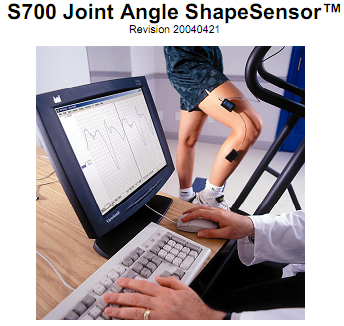 S700 Joint Angle ShapeSensor™
Revision 20040421